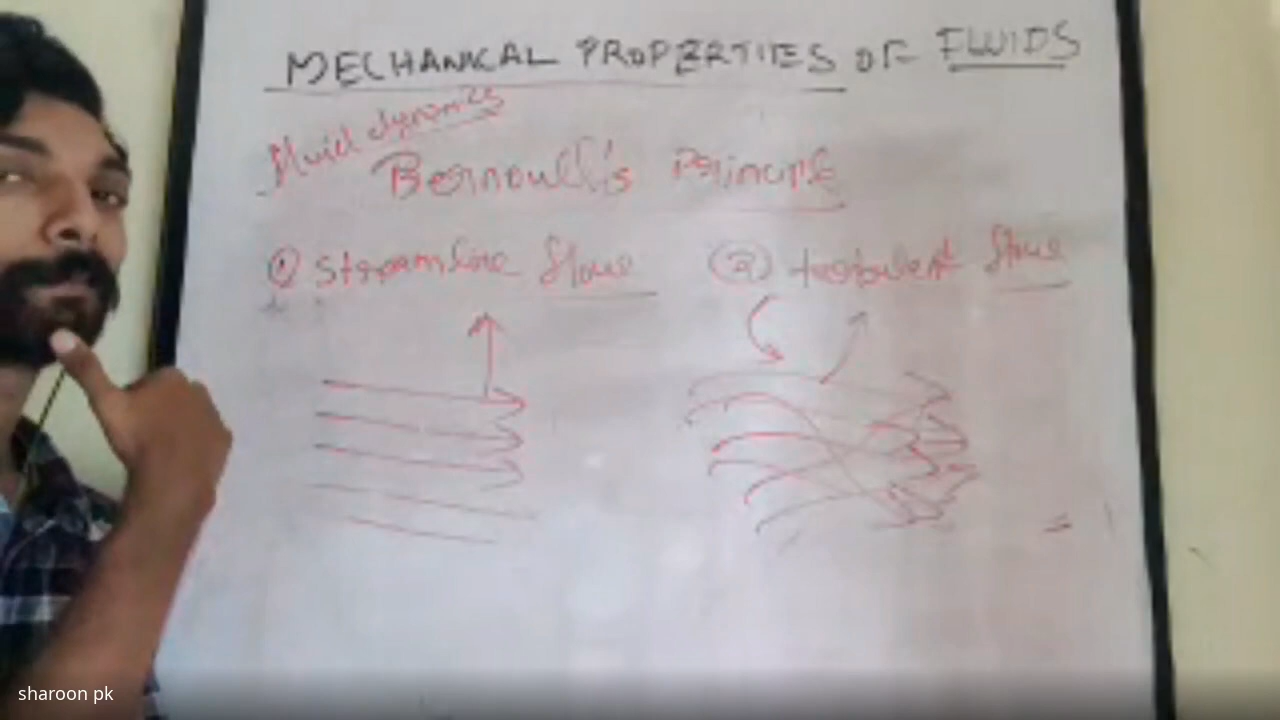 MECHANICAL PROPERTIES OF FLUIDS
fluid dynamics
Bernoulli's Principle
① Streamline flow
② turbulent flow
sharoon pk